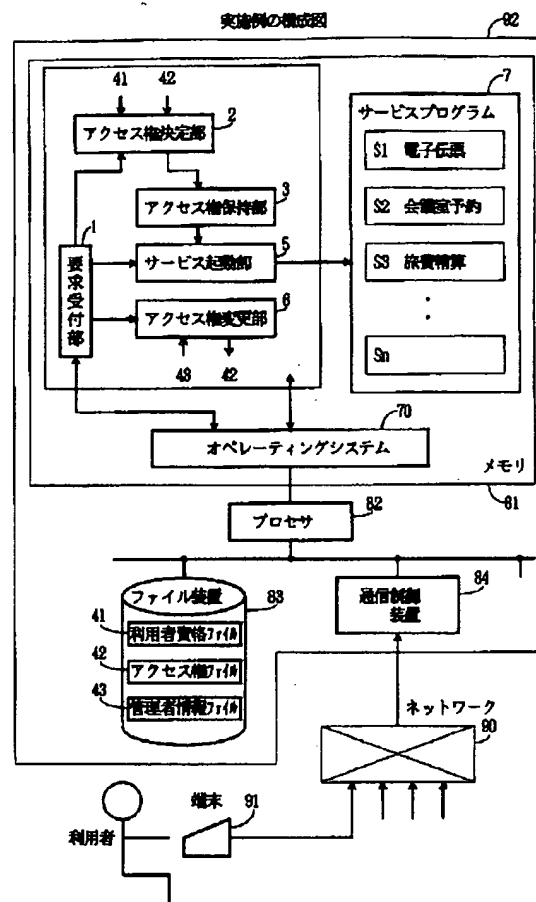 実施例の構成図
92
41
42
2
アクセス権決定部
3
アクセス権保持部
1
要求受付部
5
サービス起動部
6
アクセス権変更部
43
42
7
サービスプログラム
S1 電子伝票
S2 会議室予約
S3 旅費精算
Sn
70
オペレーティングシステム
メモリ
81
82
プロセサ
ファイル装置
83
41
利用者資格ファイル
42
アクセス権ファイル
43
管理者情報ファイル
84
通信制御
装置
ネットワーク
90
端末
91
利用者